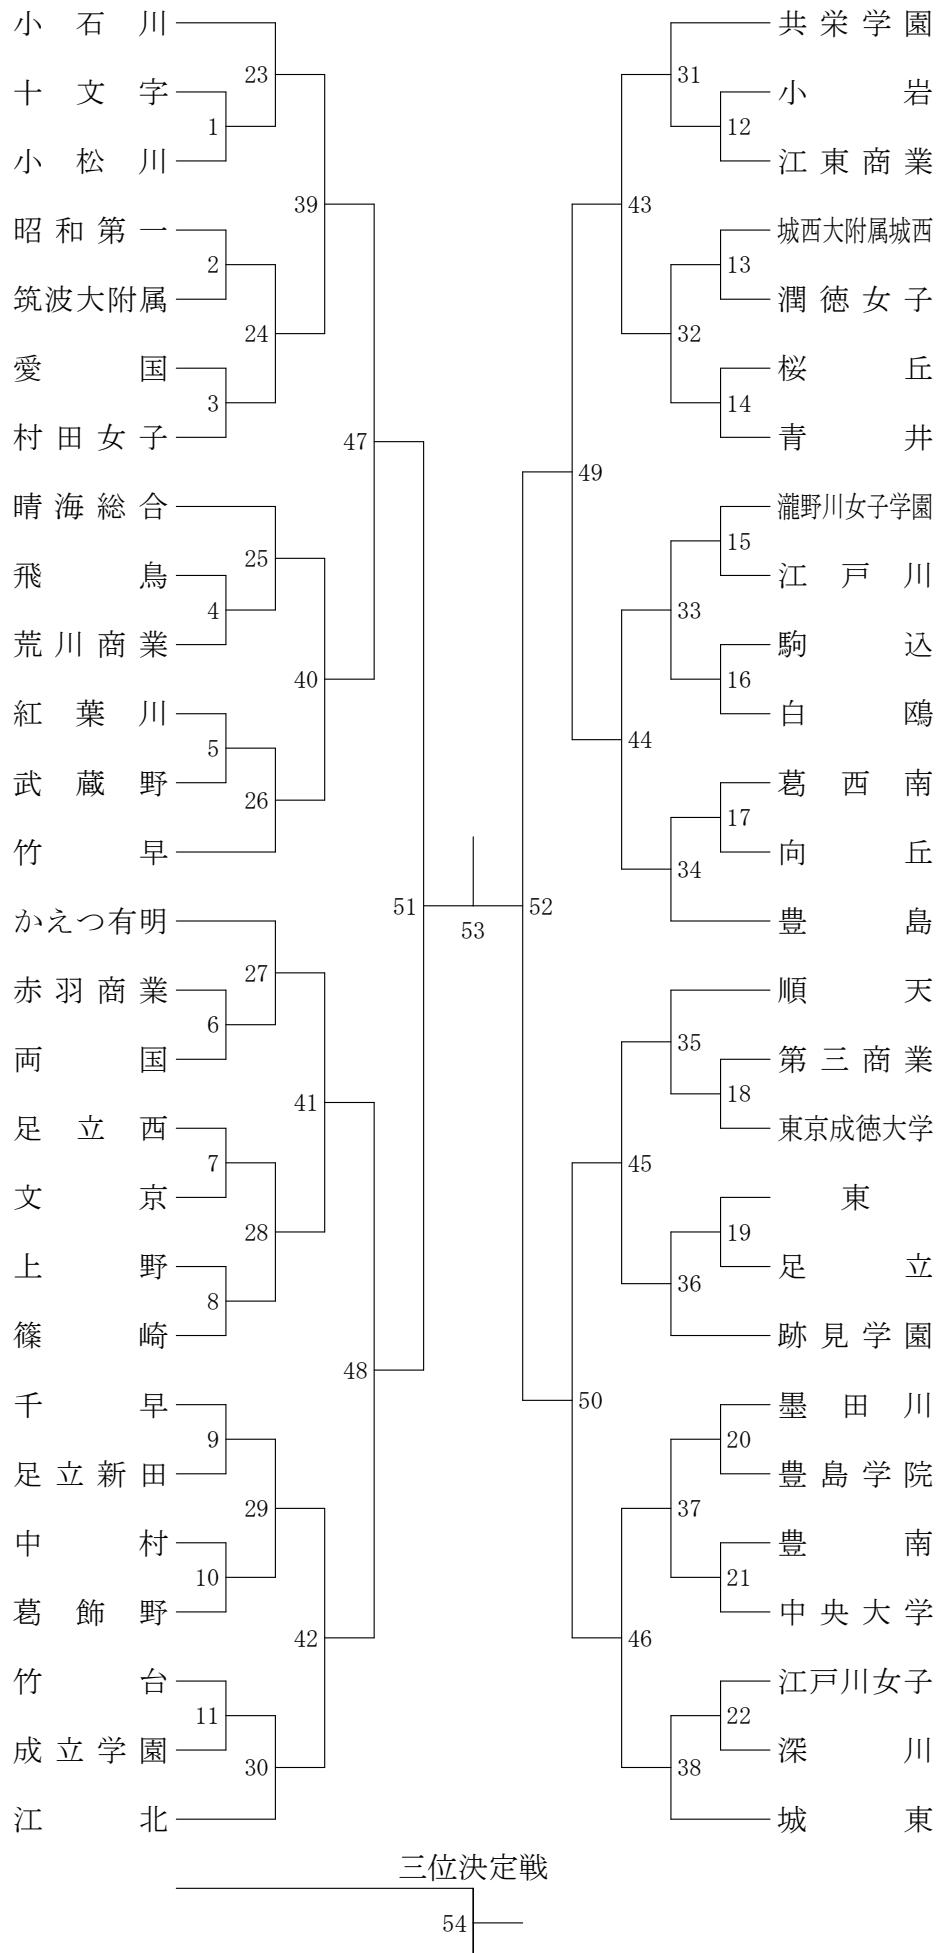 小石川
23
十文字
1
小松川
39
昭和第一
2
筑波大附属
24
愛国
3
村田女子
47
晴海総合
25
飛鳥
4
荒川商業
40
紅葉川
5
武蔵野
26
竹早
51
かえつ有明
27
赤羽商業
6
両国
41
足立西
7
文京
28
上野
8
篠崎
48
千早
9
足立新田
29
中村
10
葛飾野
42
竹台
11
成立学園
30
江北
53
共栄学園
31
小岩
12
江東商業
43
城西大附属城西
13
潤徳女子
32
桜丘
14
青井
49
瀧野川女子学園
15
江戸川
33
駒込
16
白鴎
44
葛西南
17
向丘
34
豊島
52
順天
35
第三商業
18
東京成徳大学
45
東
19
足立
36
跡見学園
50
墨田川
20
豊島学院
37
豊南
21
中央大学
46
江戸川女子
22
深川
38
城東
三位決定戦
54